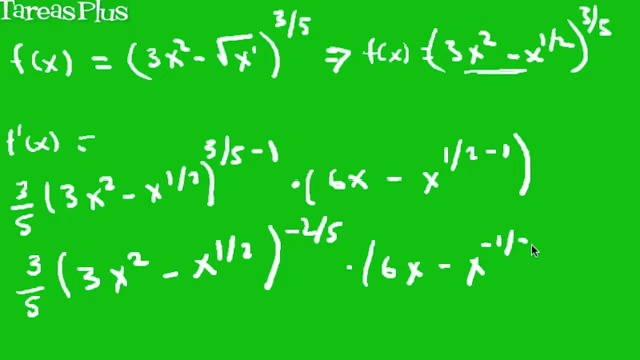 TareasPlus
f(x) = (3x² - √x)^3/5 ⇒ f(x) = (3x² - x^1/2)^3/5
f'(x) =
3/5 (3x² - x^1/2)^3/5-1 · (6x - x^1/2-1)
3/5 (3x² - x^1/2)^-2/5 · (6x - x^-1/